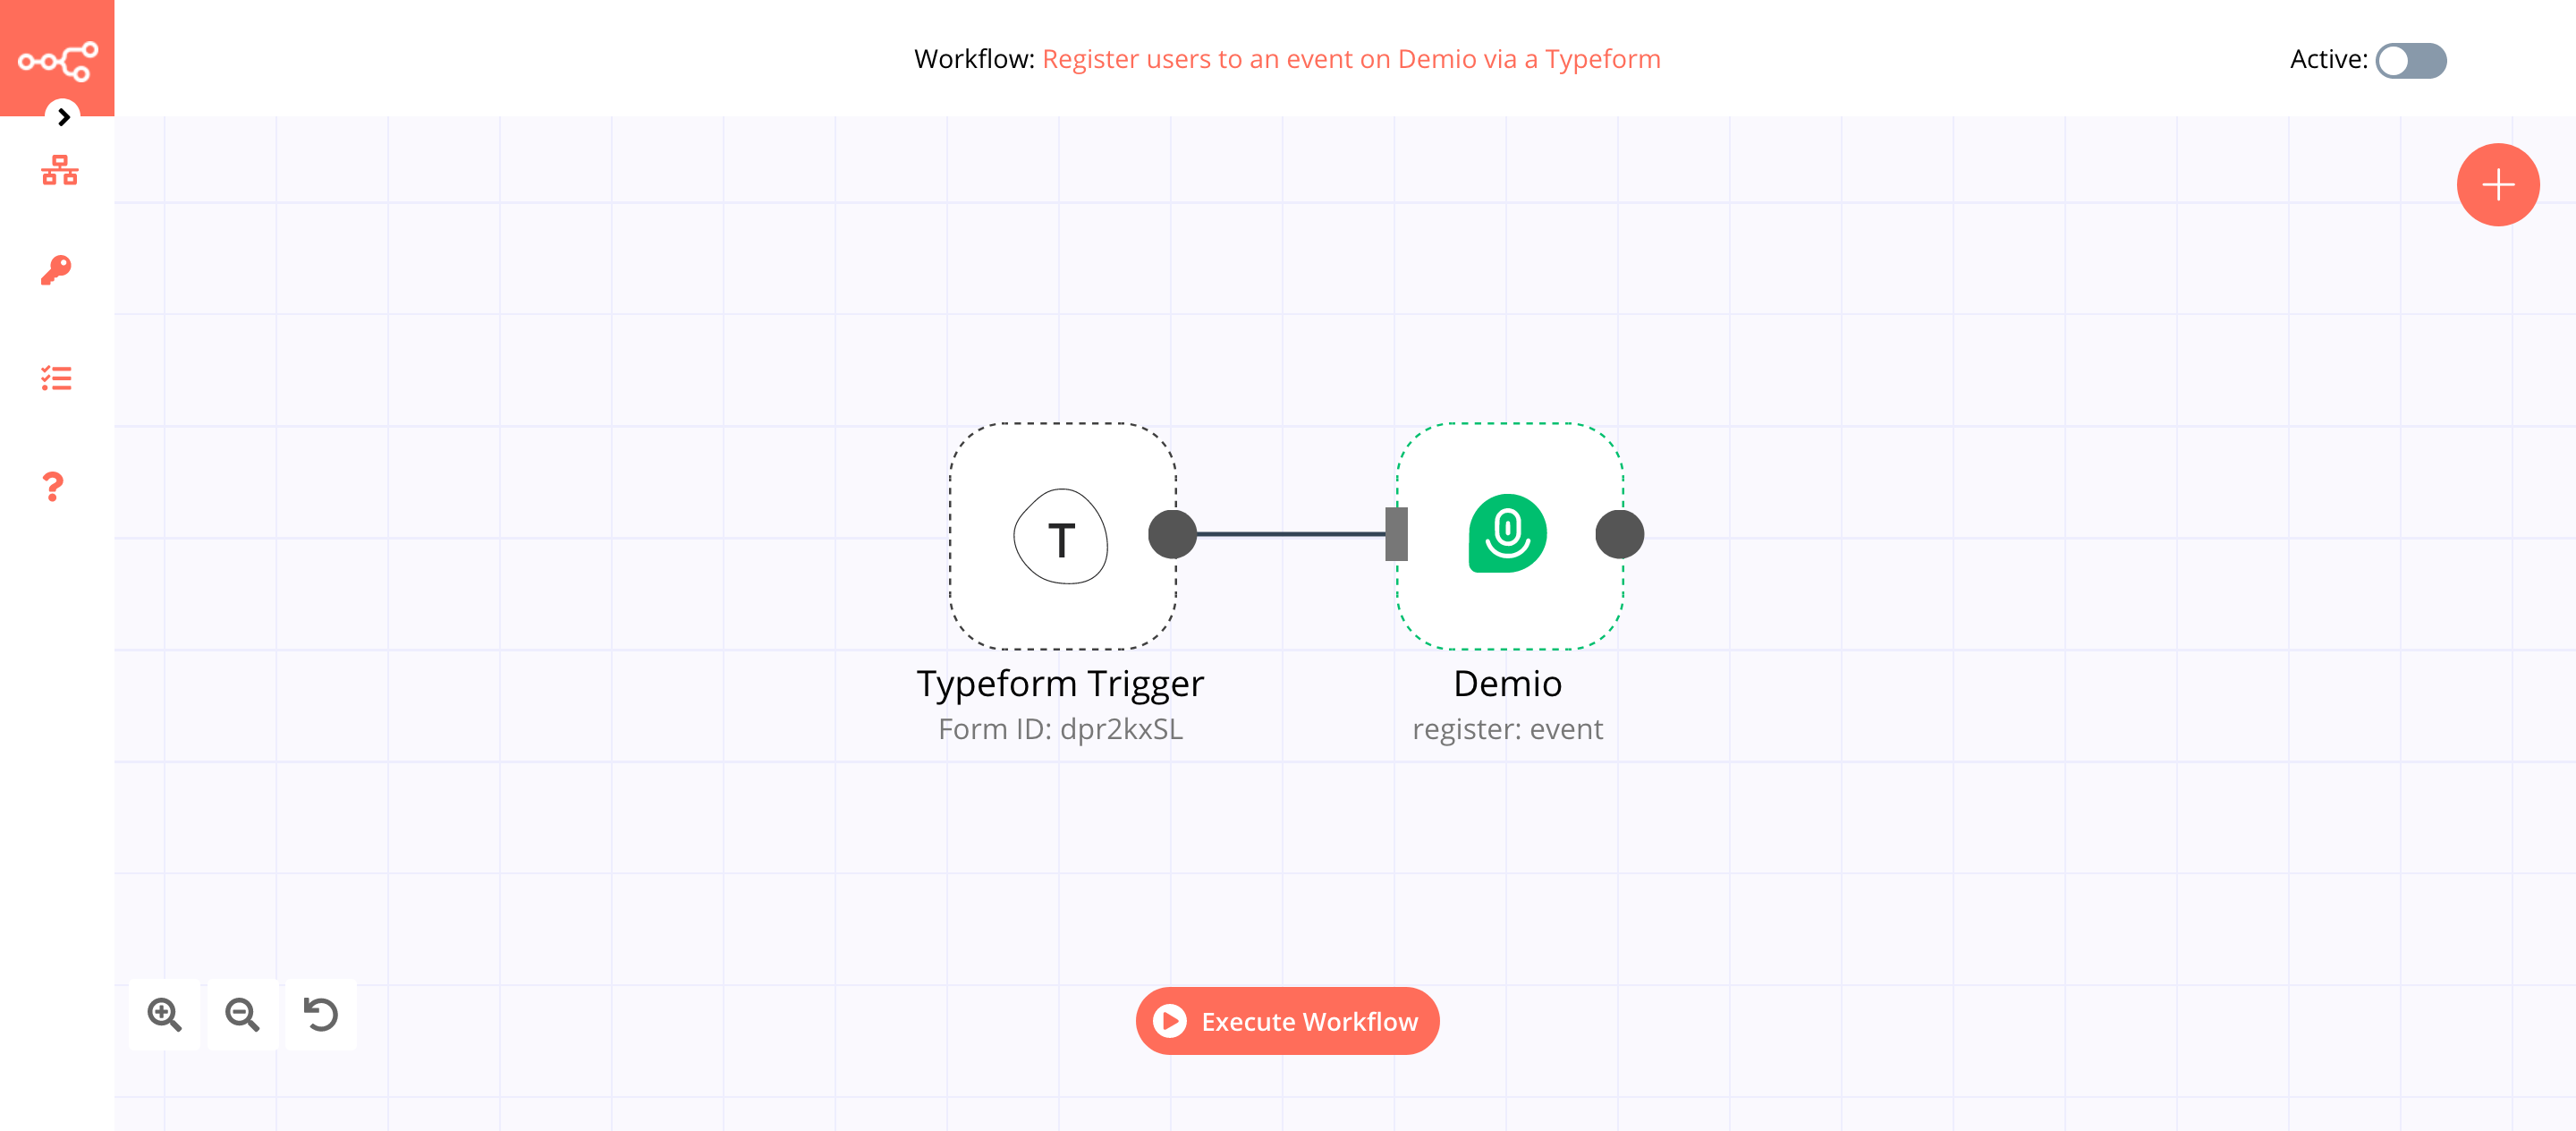 Workflow: Register users to an event on Demio via a Typeform
Active:
T
Typeform Trigger
Form ID: dpr2kxSL
Demio
register: event
Execute Workflow